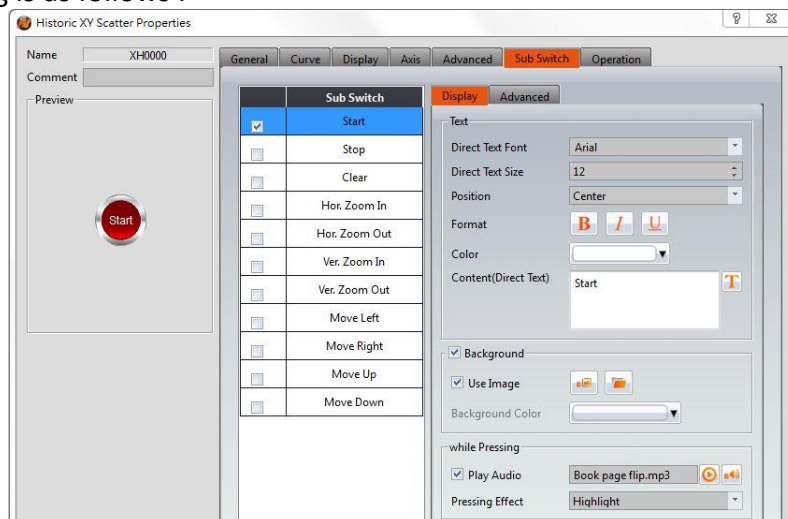 Historic XY Scatter Properties
Name XH0000
Comment
Preview
Start
General Curve Display Axis Advanced Sub Switch Operation
Sub Switch
Start
Stop
Clear
Hor. Zoom In
Hor. Zoom Out
Ver. Zoom In
Ver. Zoom Out
Move Left
Move Right
Move Up
Move Down
Display Advanced
Text
Direct Text Font Arial
Direct Text Size 12
Position Center
Format B I U
Color
Content(Direct Text) Start T
Background
Use Image
Background Color
while Pressing
Play Audio Book page flip.mp3
Pressing Effect Highlight